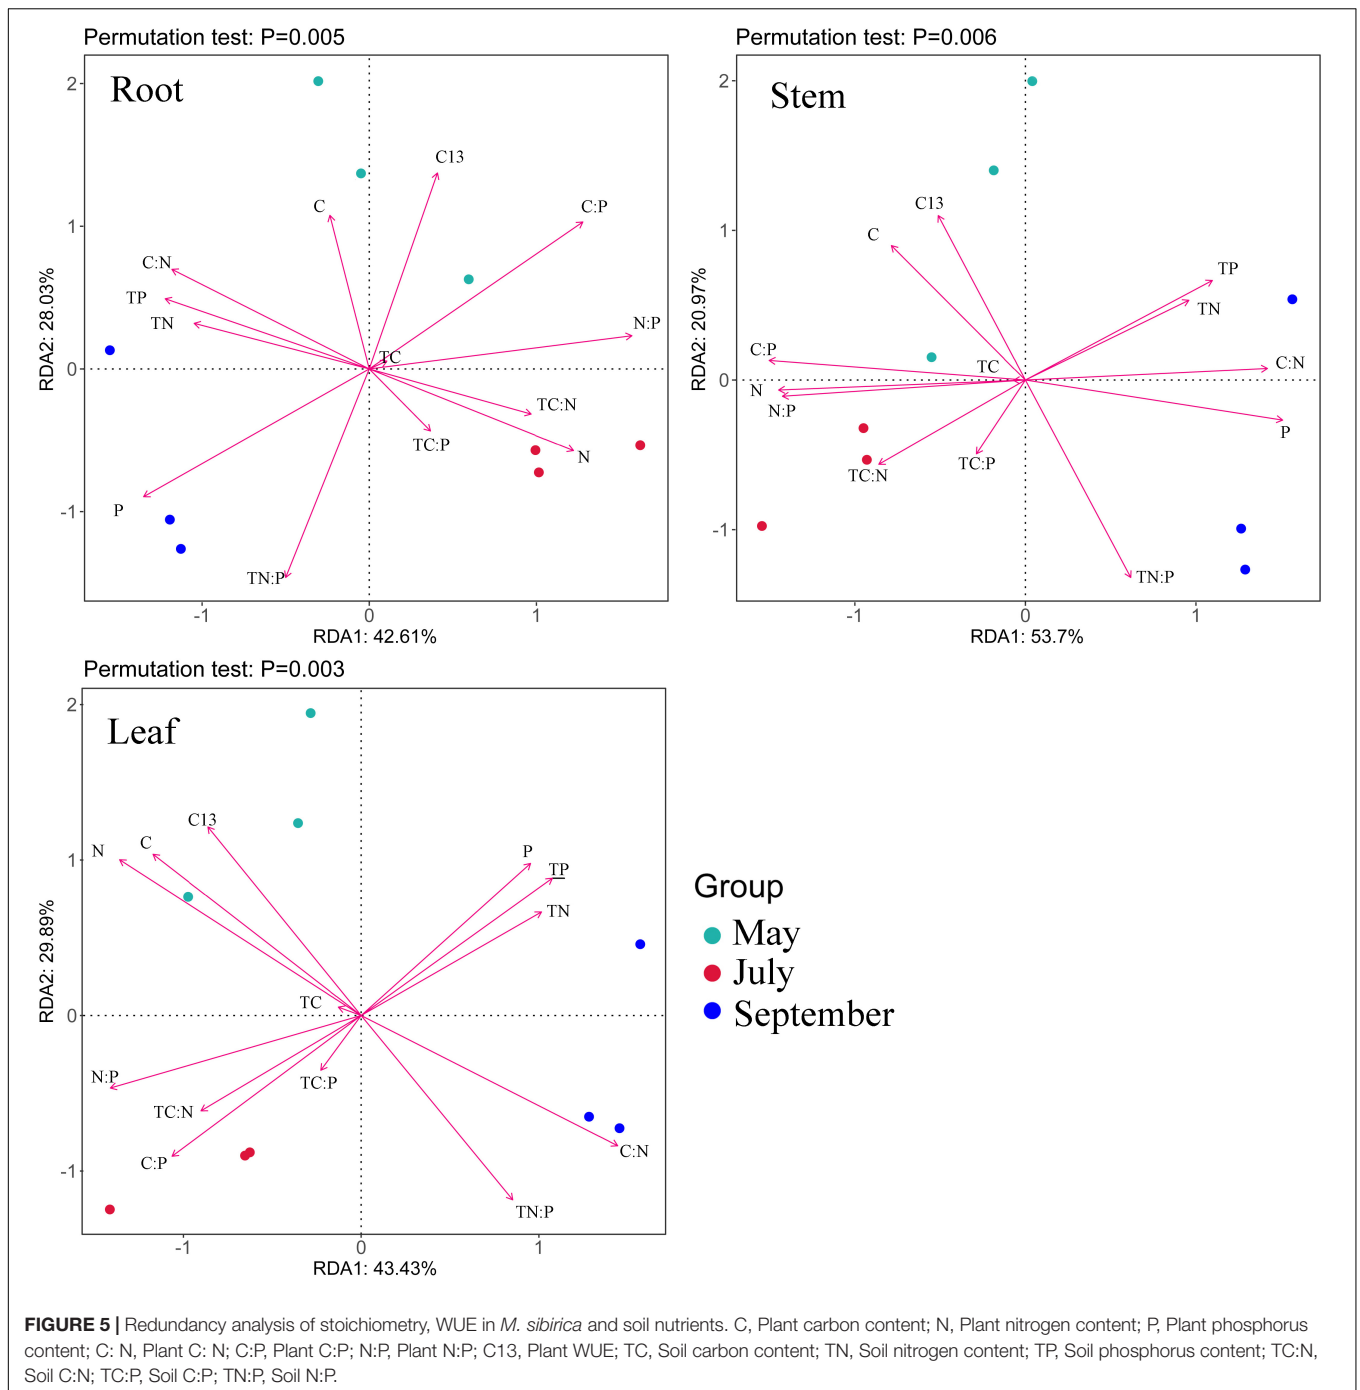 Permutation test: P=0.005
Root
C13
C
C:P
C:N
TP
TN
N:P
TC
TC:N
TC:P
N
P
TN:P
2
1
0
-1
RDA2: 28.03%
-1
0
1
RDA1: 42.61%
Permutation test: P=0.006
Stem
C13
C
TP
TN
C:P
TC
C:N
N
N:P
P
TC:N
TC:P
TN:P
2
1
0
-1
RDA2: 20.97%
-1
0
1
RDA1: 53.7%
Permutation test: P=0.003
Leaf
C13
C
N
P
TP
TN
TC
N:P
TC:P
TC:N
C:P
C:N
TN:P
2
1
0
-1
RDA2: 29.89%
-1
0
1
RDA1: 43.43%
Group
May
July
September
FIGURE 5 | Redundancy analysis of stoichiometry, WUE in M. sibirica and soil nutrients. C, Plant carbon content; N, Plant nitrogen content; P, Plant phosphorus
content; C: N, Plant C: N; C:P, Plant C:P; N:P, Plant N:P; C13, Plant WUE; TC, Soil carbon content; TN, Soil nitrogen content; TP, Soil phosphorus content; TC:N,
Soil C:N; TC:P, Soil C:P; TN:P, Soil N:P.